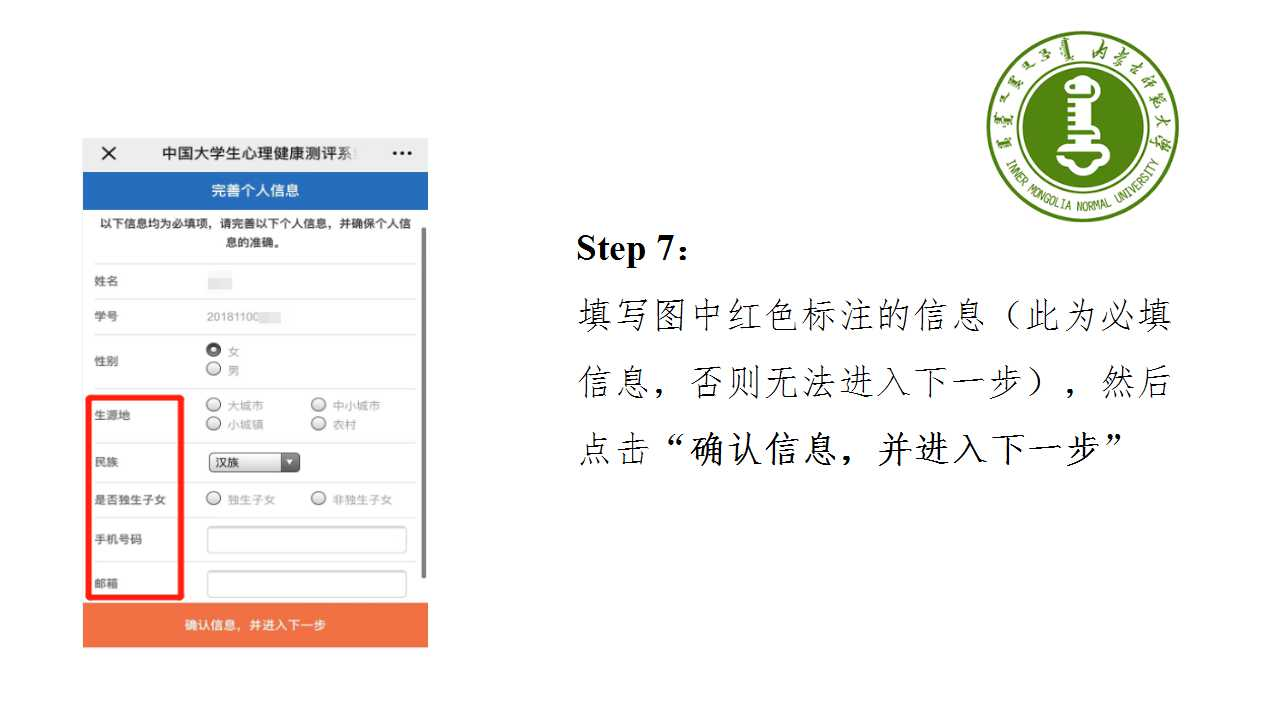 中国大学生心理健康测评系
完善个人信息
以下信息均为必填项，请完善以下个人信息，并确保个人信
息的准确。
姓名
学号 20181100
性别 女
男
生源地 大城市 中小城市
小城镇 农村
民族 汉族
是否独生子女 独生子女 非独生子女
手机号码
邮箱
确认信息，并进入下一步
内蒙古师范大学
INNER MONGOLIA NORMAL UNIVERSITY
Step 7：
填写图中红色标注的信息（此为必填
信息，否则无法进入下一步），然后
点击“确认信息，并进入下一步”